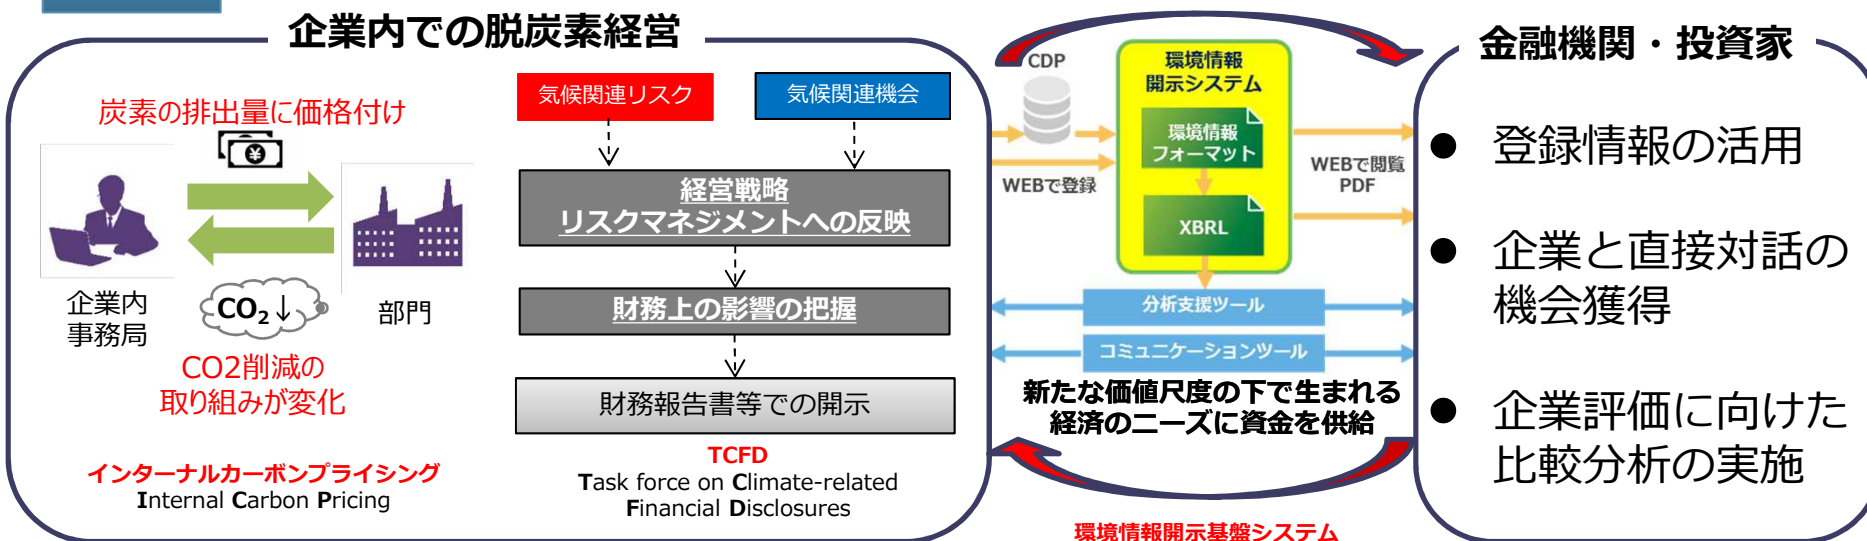 企業内での脱炭素経営
炭素の排出量に価格付け
¥
企業内
事務局
部門
CO₂↓
CO2削減の
取り組みが変化
インターナルカーボンプライシング
Internal Carbon Pricing
気候関連リスク
気候関連機会
経営戦略
リスクマネジメントへの反映
財務上の影響の把握
財務報告書等での開示
TCFD
Task force on Climate-related
Financial Disclosures
CDP
WEBで登録
環境情報
開示システム
環境情報
フォーマット
XBRL
WEBで閲覧
PDF
分析支援ツール
コミュニケーションツール
新たな価値尺度の下で生まれる
経済のニーズに資金を供給
環境情報開示基盤システム
金融機関・投資家
● 登録情報の活用
● 企業と直接対話の
機会獲得
● 企業評価に向けた
比較分析の実施